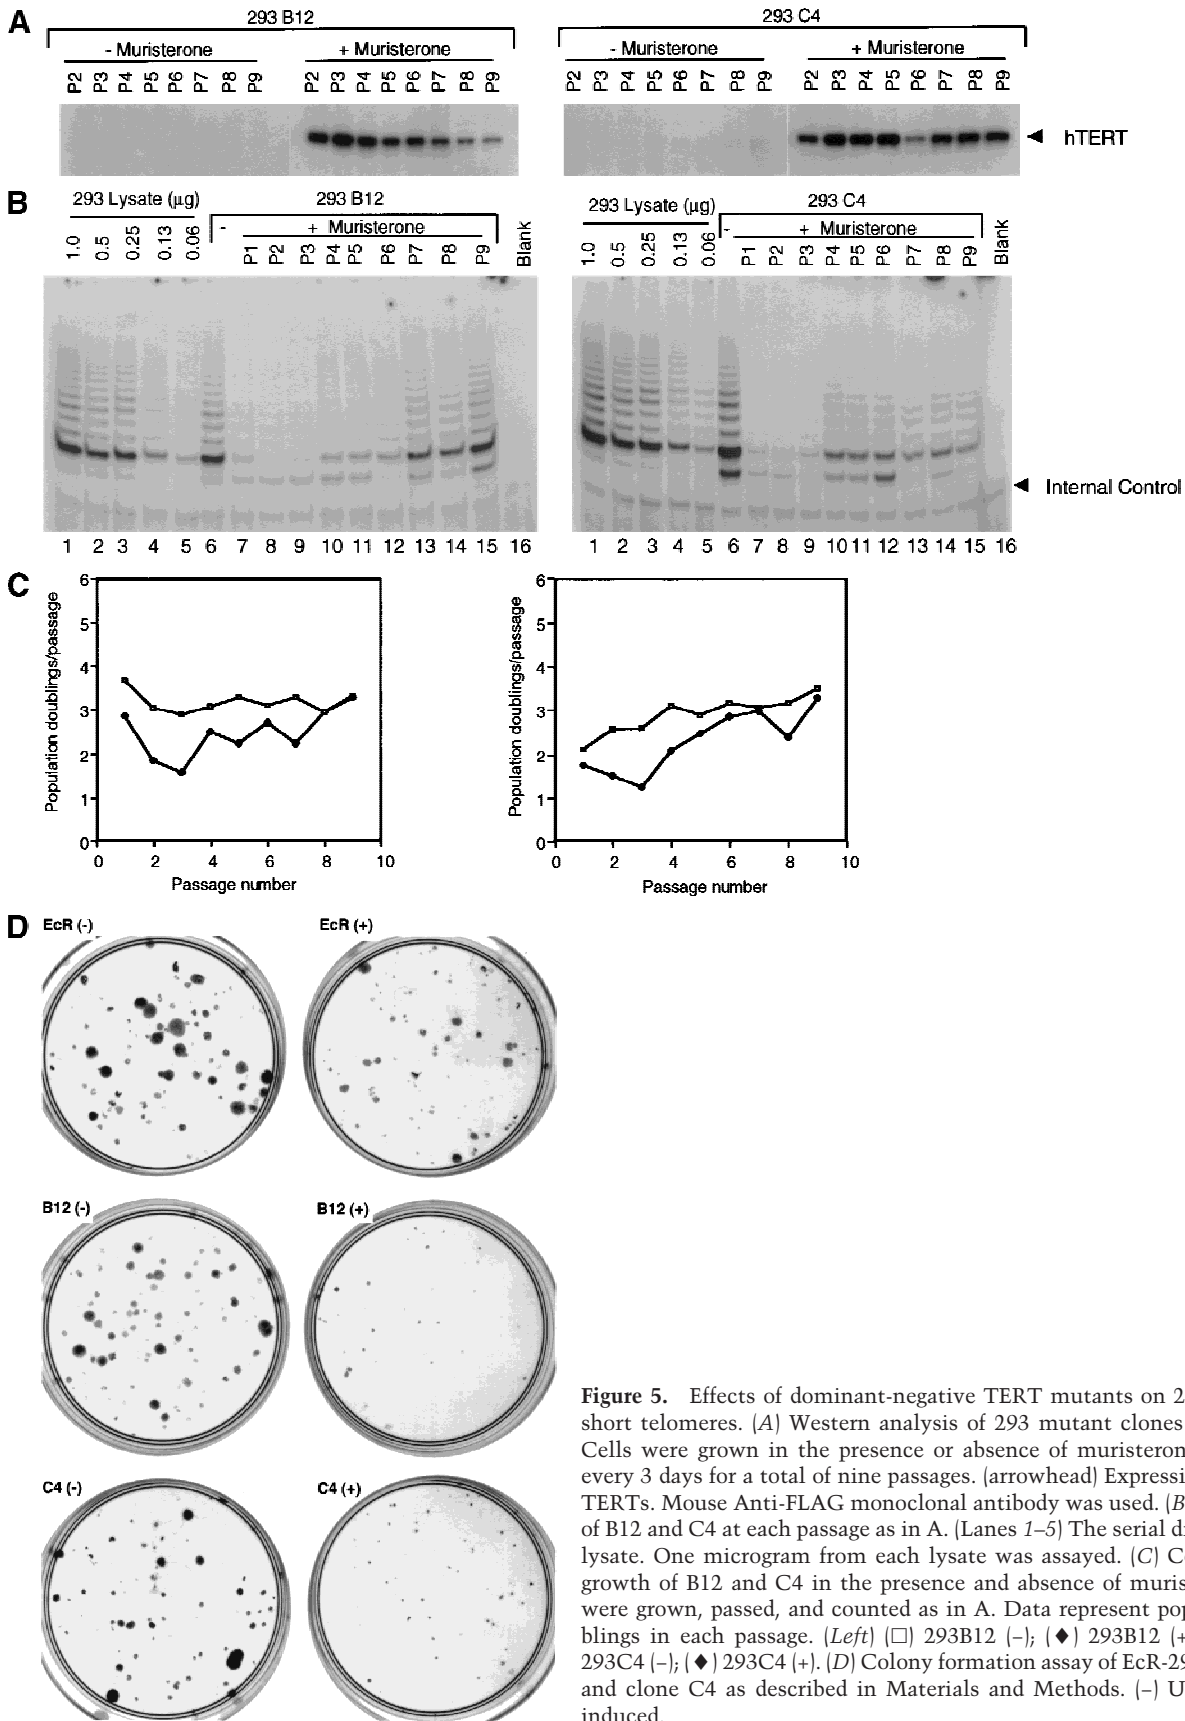 A
293 B12
293 C4
- Muristerone
+ Muristerone
- Muristerone
+ Muristerone
P2 P3 P4 P5 P6 P7 P8 P9
P2 P3 P4 P5 P6 P7 P8 P9
P2 P3 P4 P5 P6 P7 P8 P9
P2 P3 P4 P5 P6 P7 P8 P9
hTERT
B
293 Lysate (µg)
293 B12
- + Muristerone
1.0 0.5 0.25 0.13 0.06 P1 P2 P3 P4 P5 P6 P7 P8 P9 Blank
293 Lysate (µg)
293 C4
- + Muristerone
1.0 0.5 0.25 0.13 0.06 P1 P2 P3 P4 P5 P6 P7 P8 P9 Blank
Internal Control
1 2 3 4 5 6 7 8 9 10 11 12 13 14 15 16
1 2 3 4 5 6 7 8 9 10 11 12 13 14 15 16
C
Population doublings/passage
6
5
4
3
2
1
0
0 2 4 6 8 10
Passage number
Population doublings/passage
6
5
4
3
2
1
0
0 2 4 6 8 10
Passage number
D
EcR (-)
EcR (+)
B12 (-)
B12 (+)
C4 (-)
C4 (+)
Figure 5. Effects of dominant-negative TERT mutants on 2
short telomeres. (A) Western analysis of 293 mutant clones
Cells were grown in the presence or absence of muristeron
every 3 days for a total of nine passages. (arrowhead) Expressi
TERTs. Mouse Anti-FLAG monoclonal antibody was used. (B
of B12 and C4 at each passage as in A. (Lanes 1–5) The serial d
lysate. One microgram from each lysate was assayed. (C) C
growth of B12 and C4 in the presence and absence of muris
were grown, passed, and counted as in A. Data represent pop
blings in each passage. (Left) (□) 293B12 (–); (♦) 293B12 (+
293C4 (–); (♦) 293C4 (+). (D) Colony formation assay of EcR-29
and clone C4 as described in Materials and Methods. (–) U
induced.